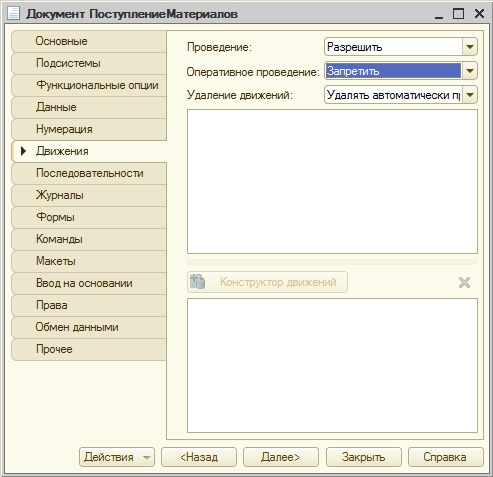 Документ ПоступлениеМатериалов
Основные
Подсистемы
Функциональные опции
Данные
Нумерация
Движения
Последовательности
Журналы
Формы
Команды
Макеты
Ввод на основании
Права
Обмен данными
Прочее
Проведение: Разрешить
Оперативное проведение: Запретить
Удаление движений: Удалять автоматически пр
Конструктор движений
Действия <Назад Далее> Закрыть Справка